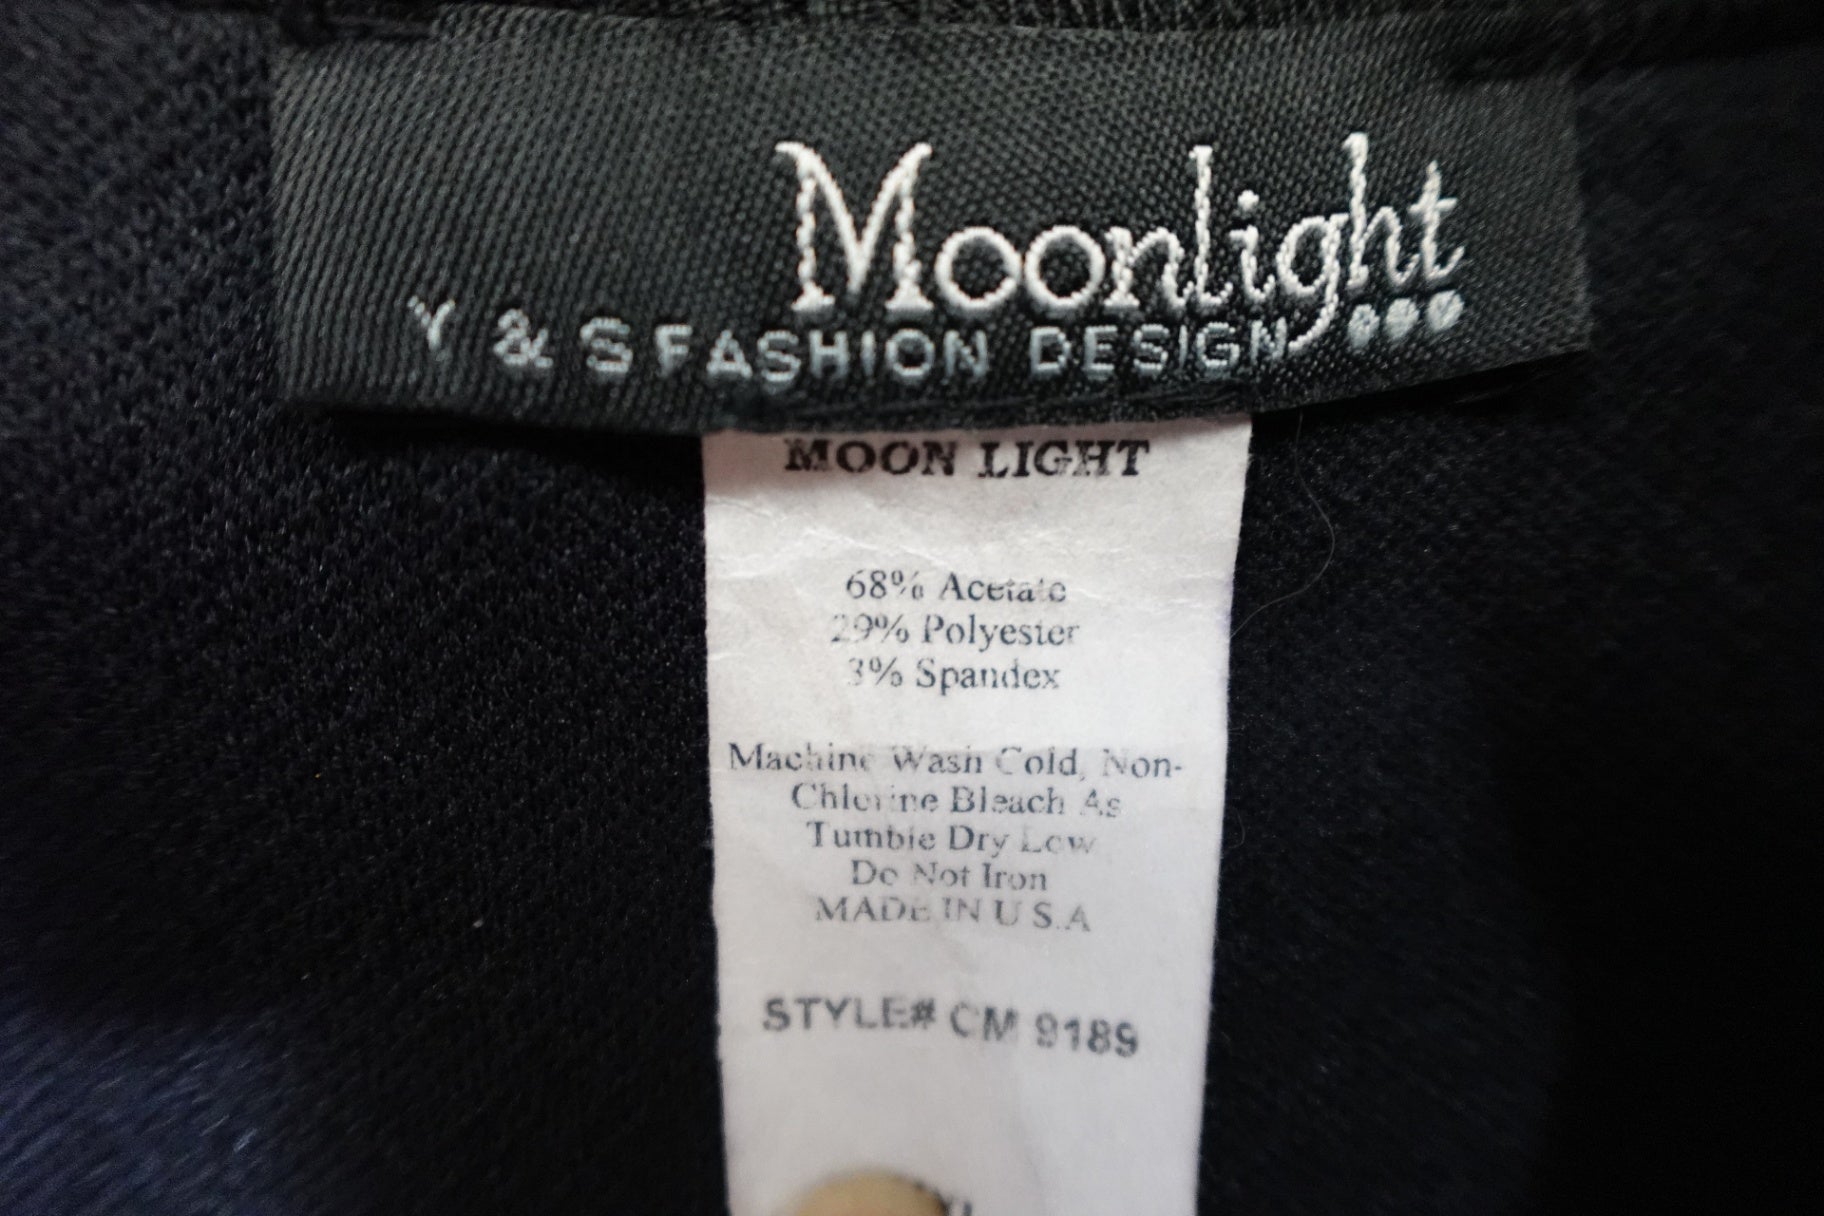 Moonlight
Y & S FASHION DESIGN
MOON LIGHT
68% Acetate
29% Polyester
3% Spandex
Machine Wash Cold, Non-
Chlorine Bleach As
Tumble Dry Low
Do Not Iron
MADE IN U S.A
STYLE# CM 9189